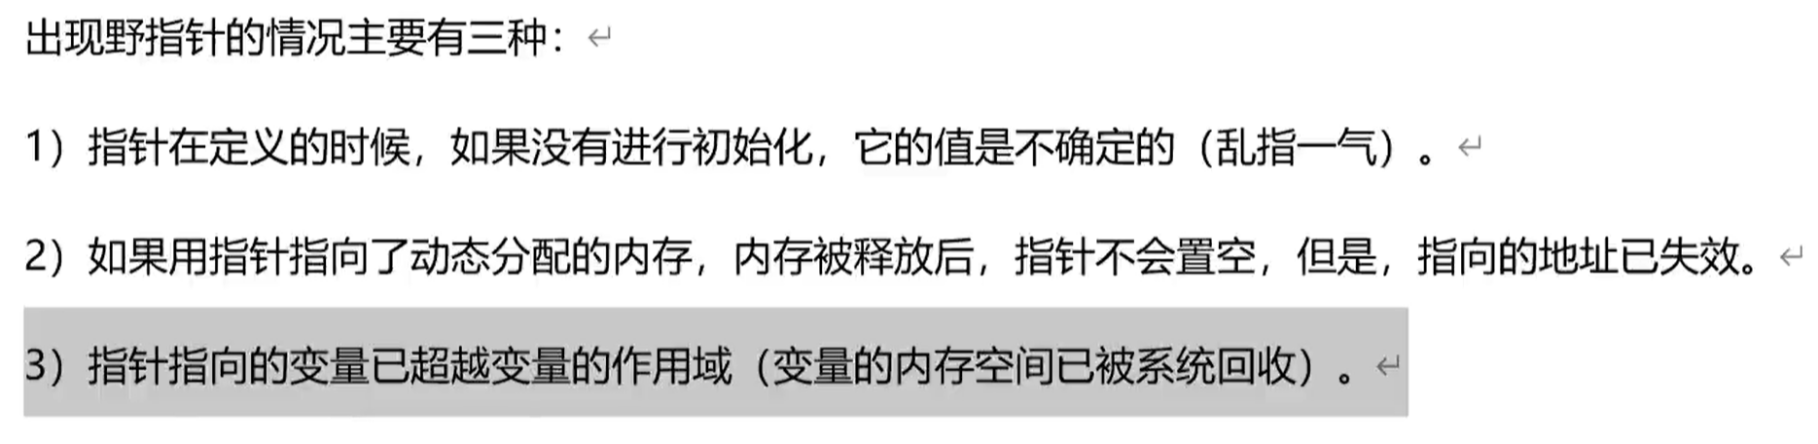 出现野指针的情况主要有三种：
1）指针在定义的时候，如果没有进行初始化，它的值是不确定的（乱指一气）。
2）如果用指针指向了动态分配的内存，内存被释放后，指针不会置空，但是，指向的地址已失效。
3）指针指向的变量已超越变量的作用域（变量的内存空间已被系统回收）。